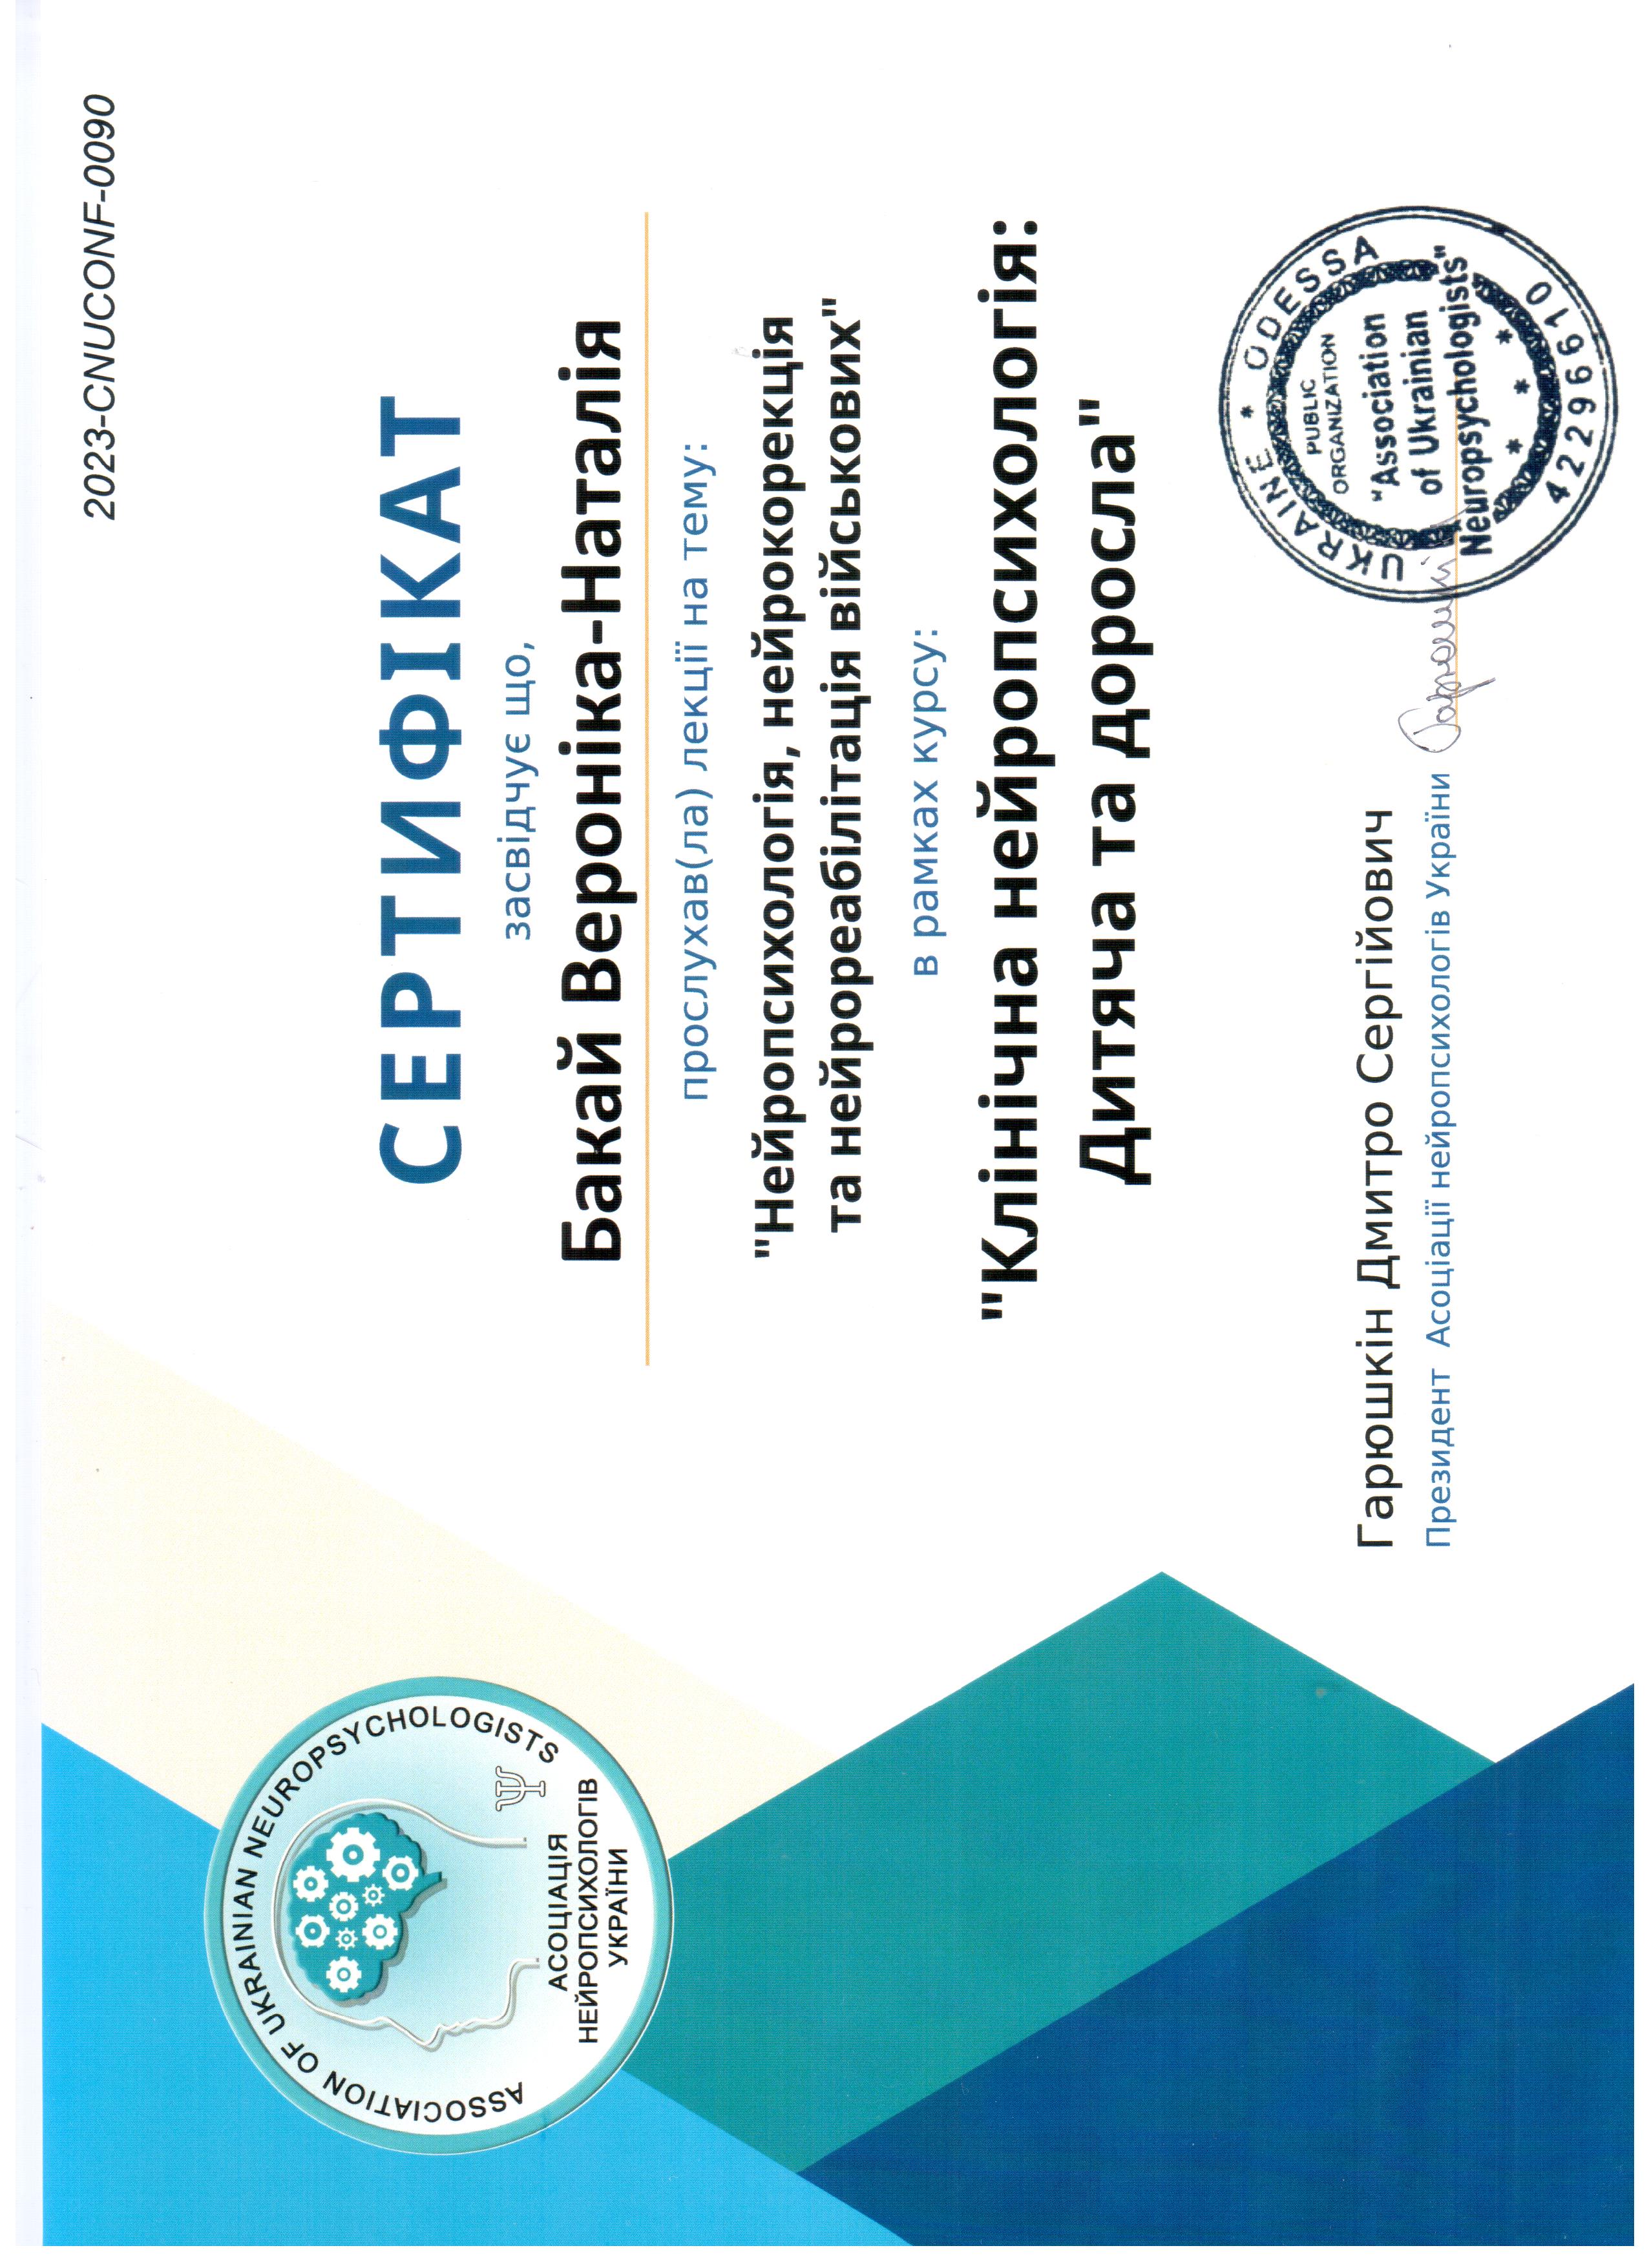 2023-CNUCONF-0090
ASSOCIATION OF UKRAINIAN NEUROPSYCHOLOGISTS
Ψ
АСОЦІАЦІЯ
НЕЙРОПСИХОЛОГІВ
УКРАЇНИ
СЕРТИФІКАТ
засвідчує що,
Бакай Вероніка-Наталія
прослухав(ла) лекції на тему:
"Нейропсихологія, нейрокорекція
та нейрореабілітація військових"
в рамках курсу:
"Клінічна нейропсихологія:
Дитяча та доросла"
Гарюшкін Дмитро Сергійович
Президент Асоціації нейропсихологів України
Гарюшкін
UKRAINE * ODESSA
PUBLIC
ORGANIZATION
"Association
of Ukrainian
Neuropsychologists"
* * *
42296610